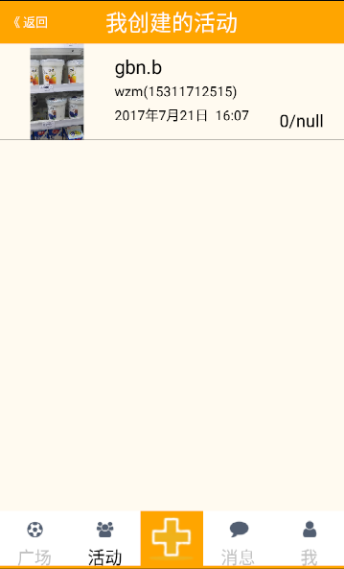 《返回
我创建的活动
gbn.b
wzm(15311712515)
2017年7月21日 16:07
0/null
广场
活动
消息
我